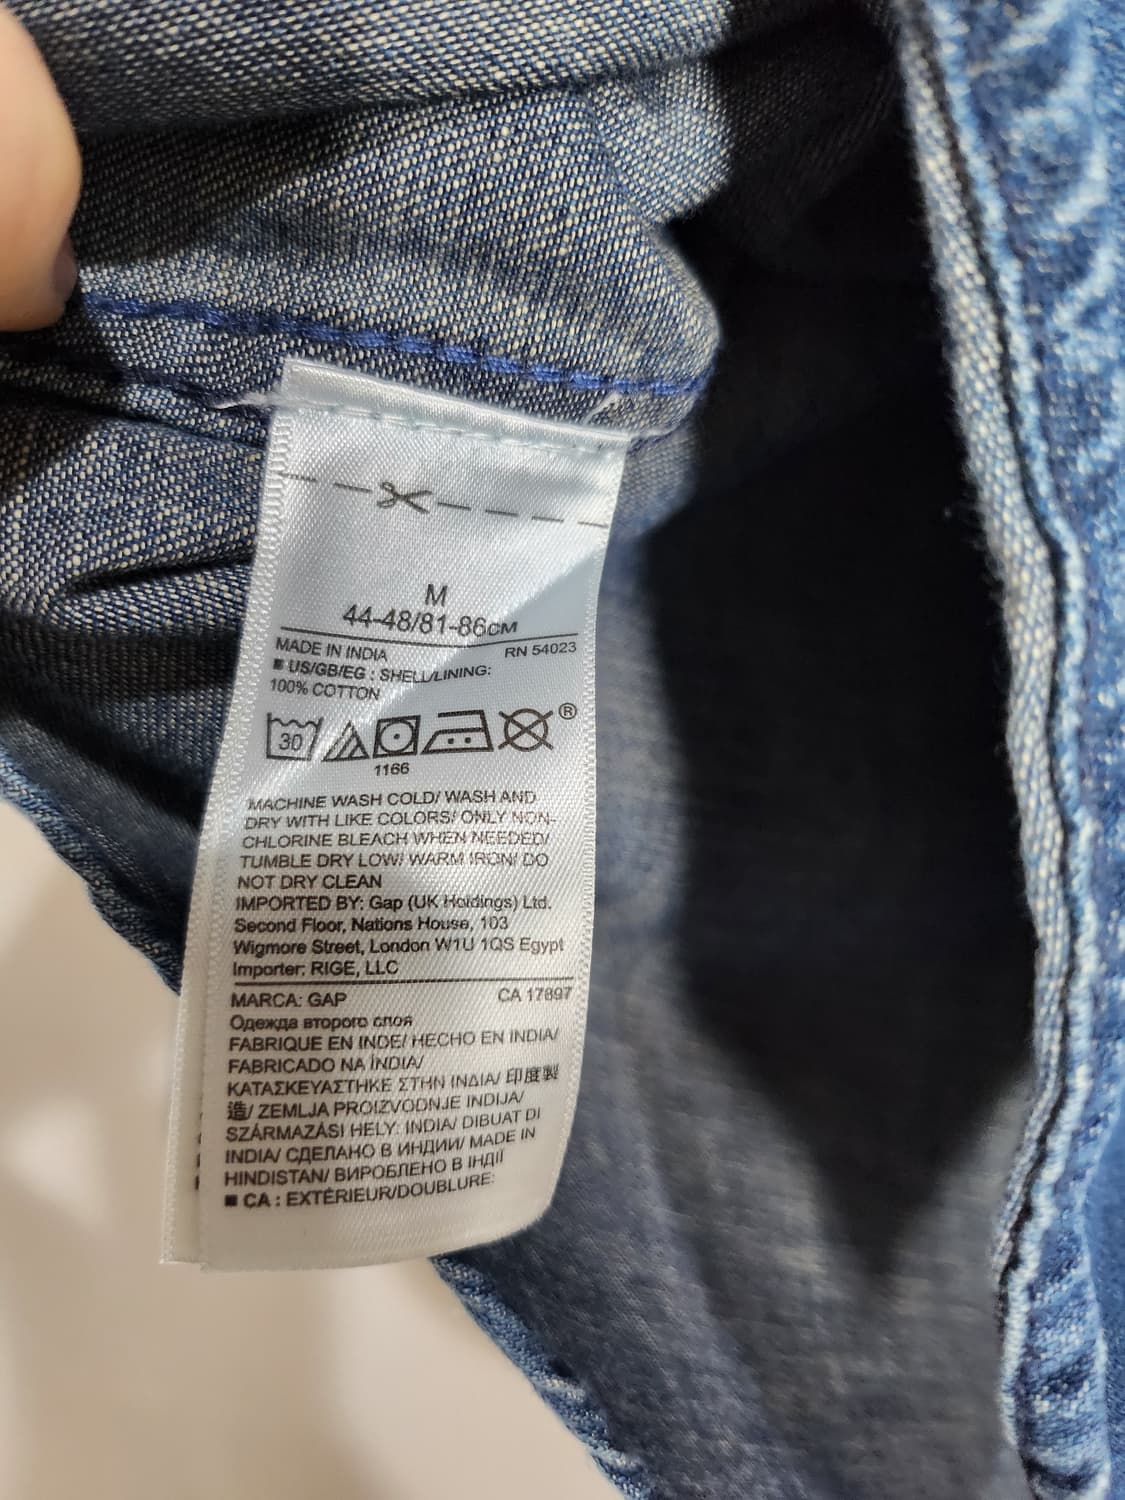 M
44-48/81-86CM
MADE IN INDIA RN 54023
■ US/GB/EG : SHELL/LINING:
100% COTTON
30 ®
1166
MACHINE WASH COLD/ WASH AND
DRY WITH LIKE COLORS/ ONLY NON-
CHLORINE BLEACH WHEN NEEDED/
TUMBLE DRY LOW/ WARM IRON/ DO
NOT DRY CLEAN
IMPORTED BY: Gap (UK Holdings) Ltd.
Second Floor, Nations House, 103
Wigmore Street, London W1U 1QS Egypt
Importer: RIGE, LLC
MARCA: GAP CA 17897
Одежда второго слоя
FABRIQUE EN INDE/ HECHO EN INDIA/
FABRICADO NA ÍNDIA/
ΚΑΤΑΣΚΕΥΑΣΤΗΚΕ ΣΤΗΝ ΙΝΔΙΑ/ 印度製
造/ ZEMLJA PROIZVODNJE INDIJA/
SZÁRMAZÁSI HELY: INDIA/ DIBUAT DI
INDIA/ СДЕЛАНО В ИНДИИ/ MADE IN
HINDISTAN/ ВИРОБЛЕНО В ІНДІЇ
■ CA : EXTÉRIEUR/DOUBLURE: